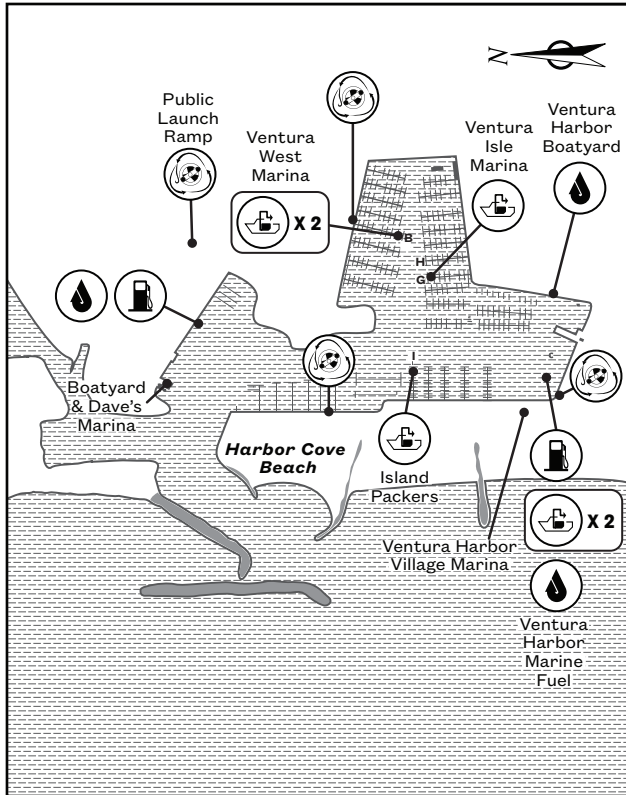 N
Public
Launch
Ramp
Ventura
West
Marina
X 2
Ventura
Isle
Marina
Ventura
Harbor
Boatyard
B
H
G
I
C
Boatyard
& Dave's
Marina
Harbor Cove
Beach
Island
Packers
Ventura Harbor
Village Marina
X 2
Ventura
Harbor
Marine
Fuel